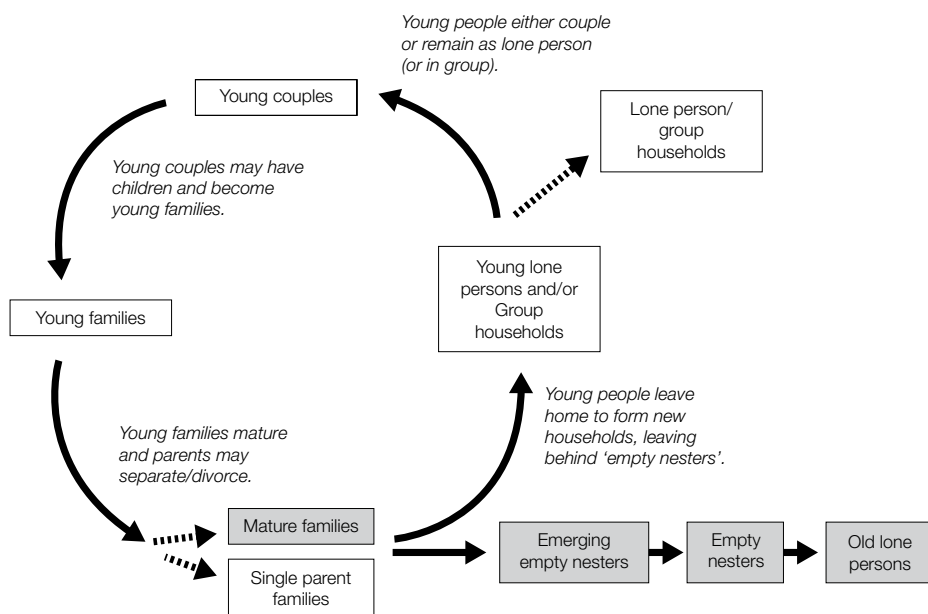 Young people either couple
or remain as lone person
(or in group).
Young couples
Lone person/
group
households
Young couples may have
children and become
young families.
Young lone
persons and/or
Group
households
Young families
Young people leave
home to form new
households, leaving
behind ‘empty nesters’.
Young families mature
and parents may
separate/divorce.
Mature families
Single parent
families
Emerging
empty nesters
Empty
nesters
Old lone
persons